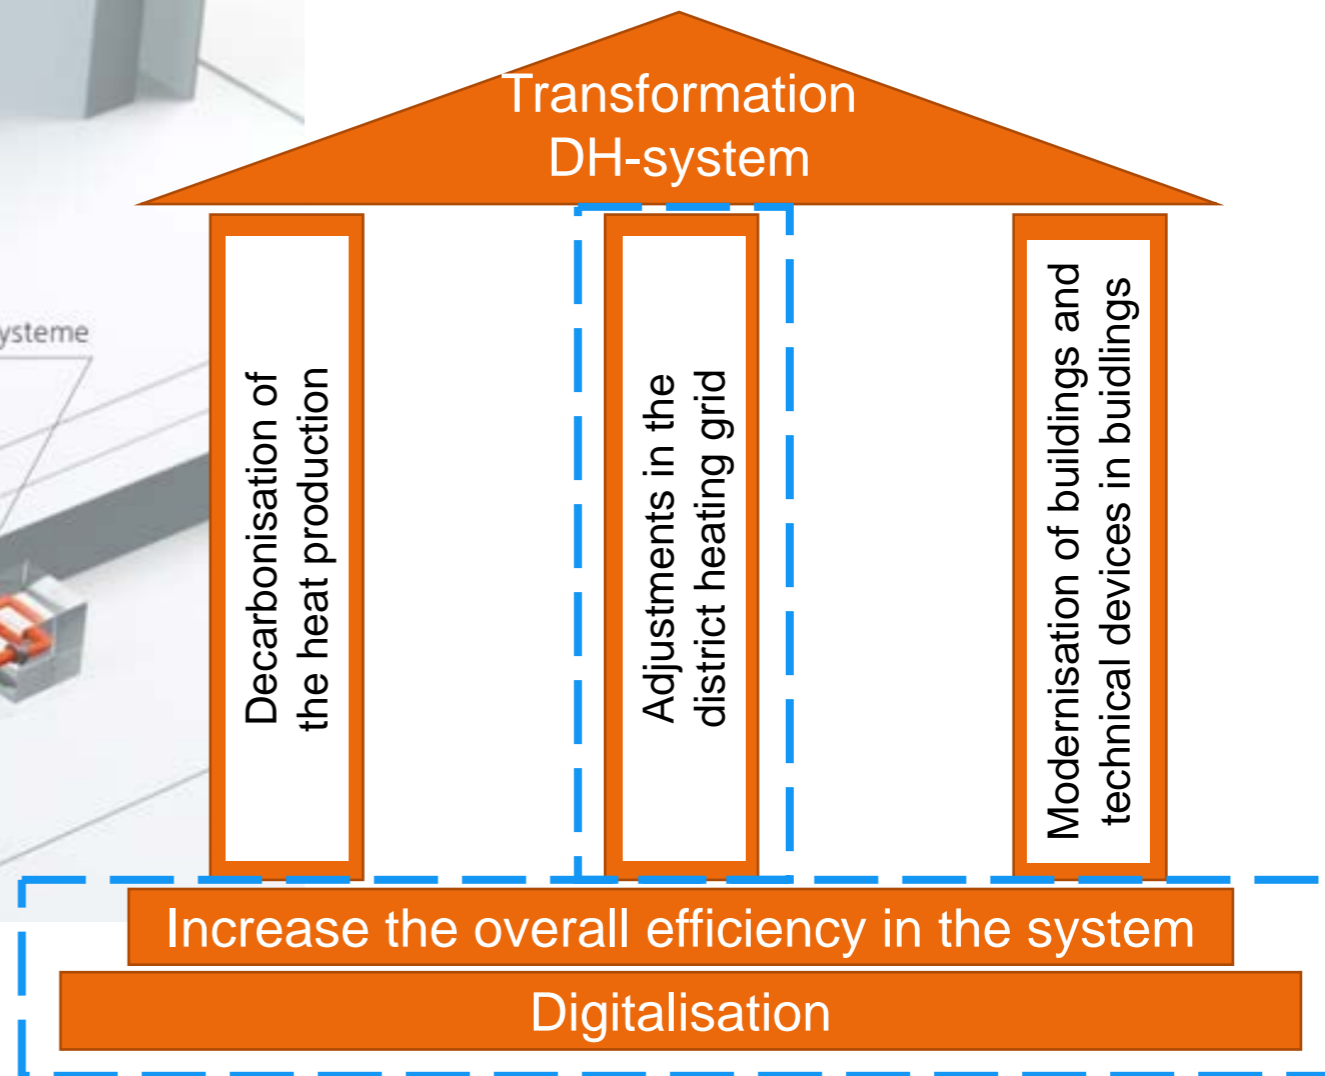 Transformation
DH-system
ysteme
Decarbonisation of
the heat production
Adjustments in the
district heating grid
Modernisation of buildings and
technical devices in buidlings
Increase the overall efficiency in the system
Digitalisation